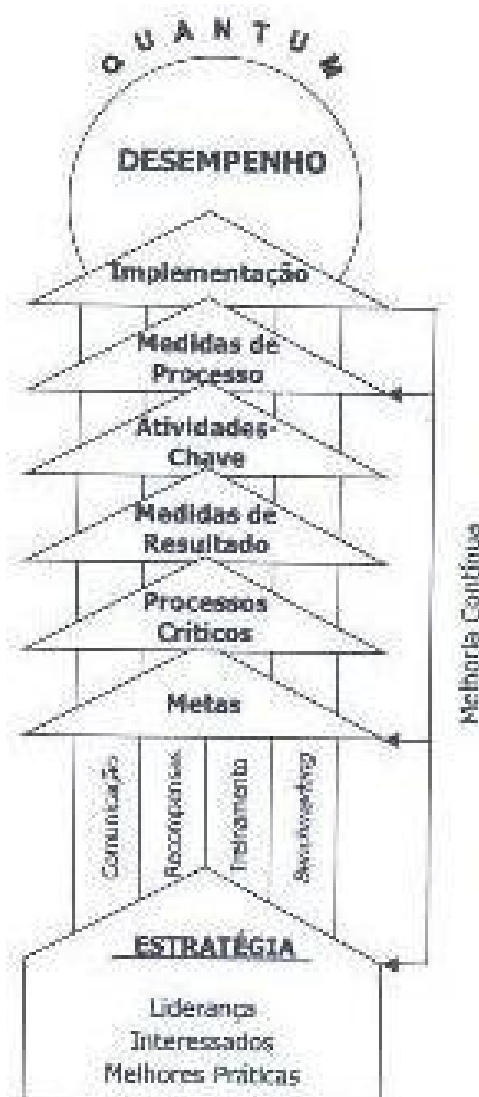 QUANTUM
DESEMPENHO
Implementação
Medidas de
Processo
Atividades-
Chave
Medidas de
Resultado
Processos
Críticos
Metas
Comunicação
Recompensas
Treinamento
Benchmarking
Melhoria Contínua
ESTRATÉGIA
Liderança
Interessados
Melhores Práticas